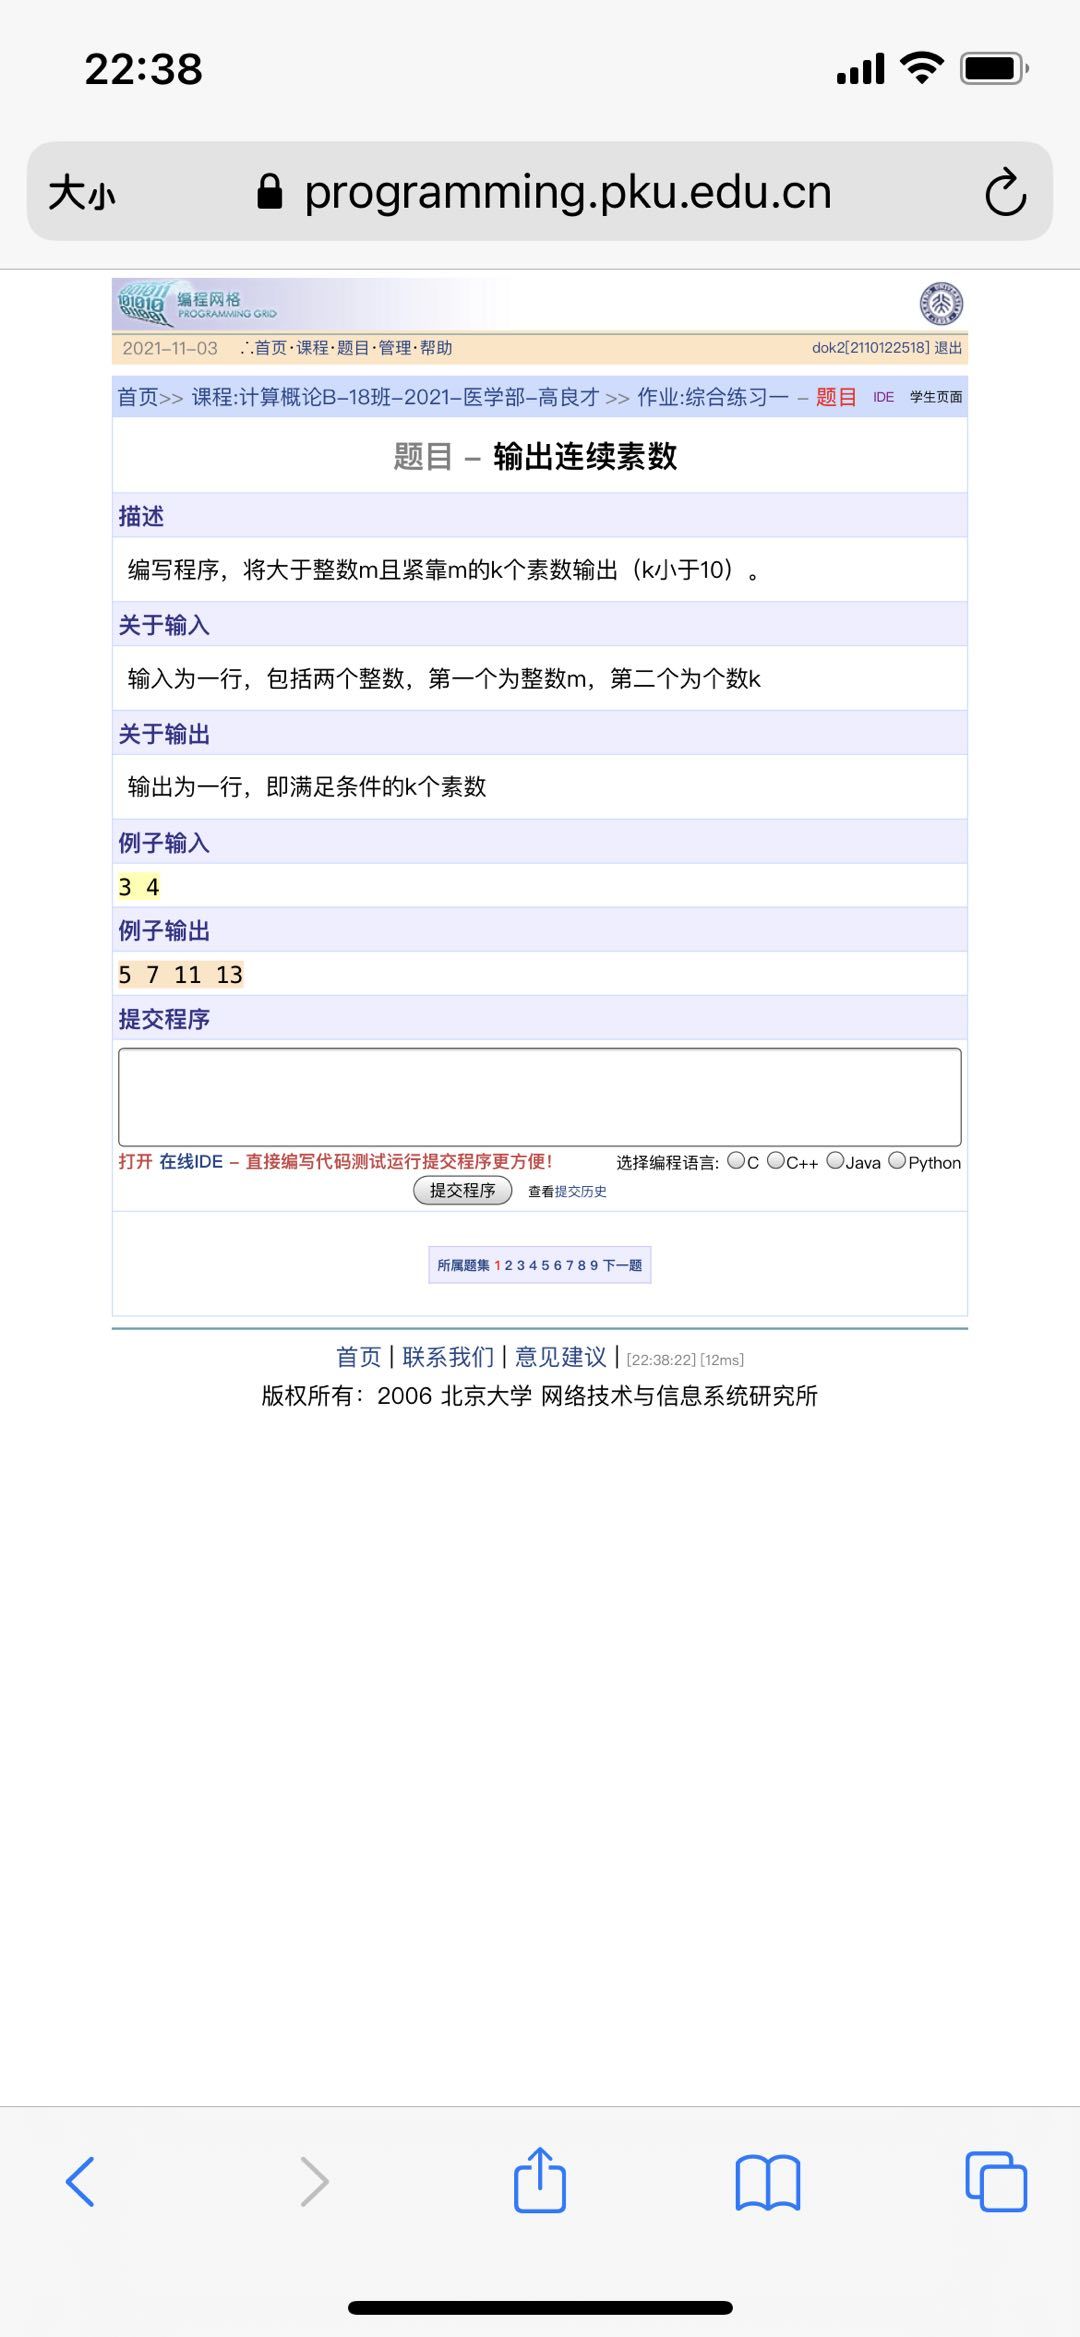 22:38
大小 programming.pku.edu.cn
编程网格
PROGRAMMING GRID
2021-11-03 ∴首页·课程·题目·管理·帮助 dok2[2110122518] 退出
首页>> 课程:计算概论B-18班-2021-医学部-高良才 >> 作业:综合练习一 - 题目 IDE 学生页面
题目 - 输出连续素数
描述
编写程序，将大于整数m且紧靠m的k个素数输出（k小于10）。
关于输入
输入为一行，包括两个整数，第一个为整数m，第二个为个数k
关于输出
输出为一行，即满足条件的k个素数
例子输入
3 4
例子输出
5 7 11 13
提交程序
打开 在线IDE - 直接编写代码测试运行提交程序更方便！ 选择编程语言: C C++ Java Python
提交程序 查看提交历史
所属题集 1 2 3 4 5 6 7 8 9 下一题
首页 | 联系我们 | 意见建议 | [22:38:22] [12ms]
版权所有：2006 北京大学 网络技术与信息系统研究所